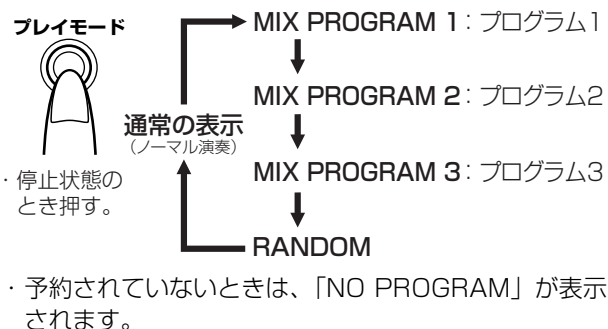 プレイモード
・停止状態の
とき押す。
通常の表示
(ノーマル演奏)
MIX PROGRAM 1:プログラム1
MIX PROGRAM 2:プログラム2
MIX PROGRAM 3:プログラム3
RANDOM
・予約されていないときは、「NO PROGRAM」が表示
されます。